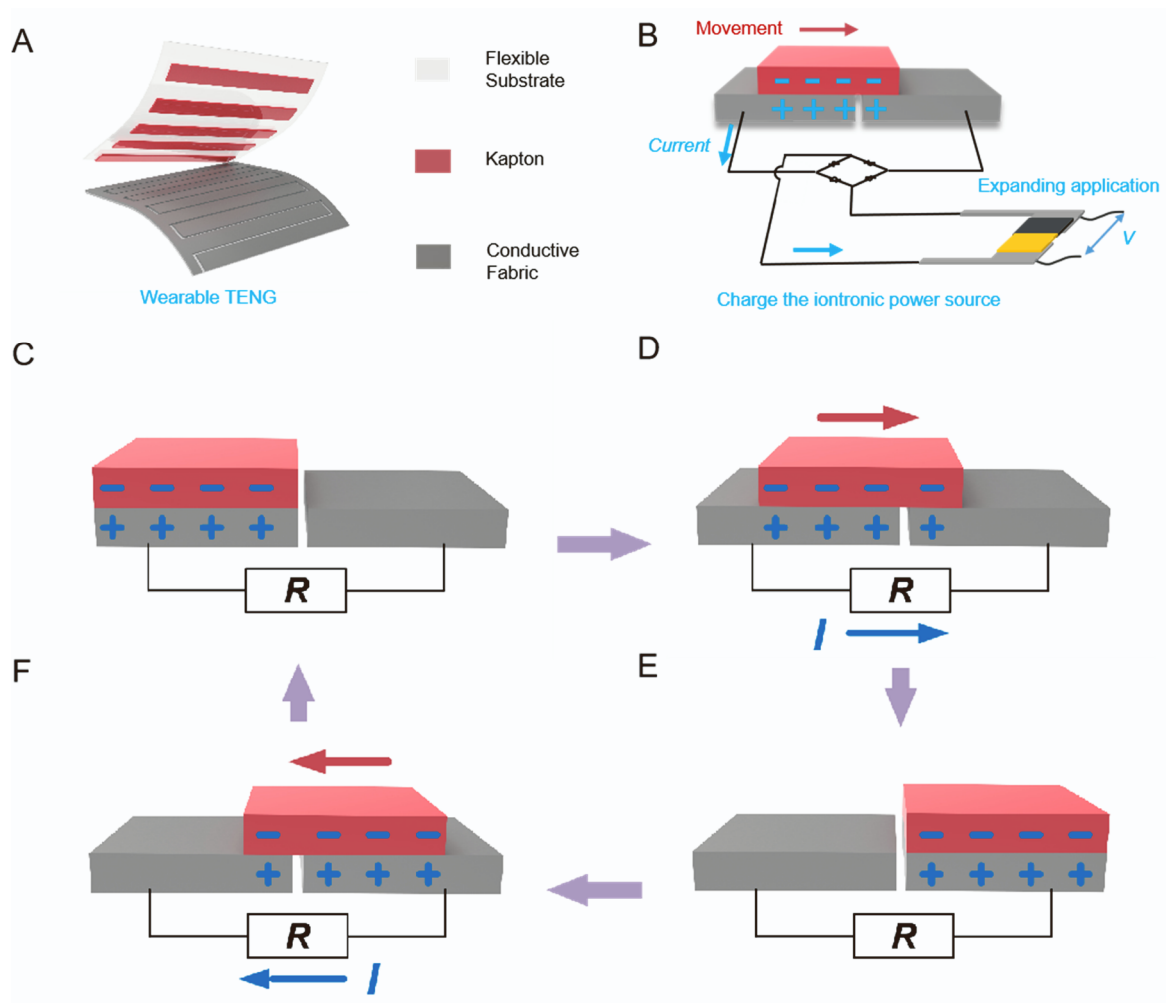 A
Flexible
Substrate
Kapton
Conductive
Fabric
Wearable TENG
B
Movement
Current
Expanding application
V
Charge the iontronic power source
C
R
D
R
I
F
R
I
E
R